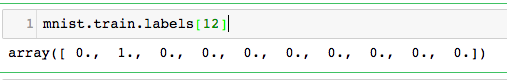 1 mnist.train.labels[12]
array([ 0., 1., 0., 0., 0., 0., 0., 0., 0., 0.])